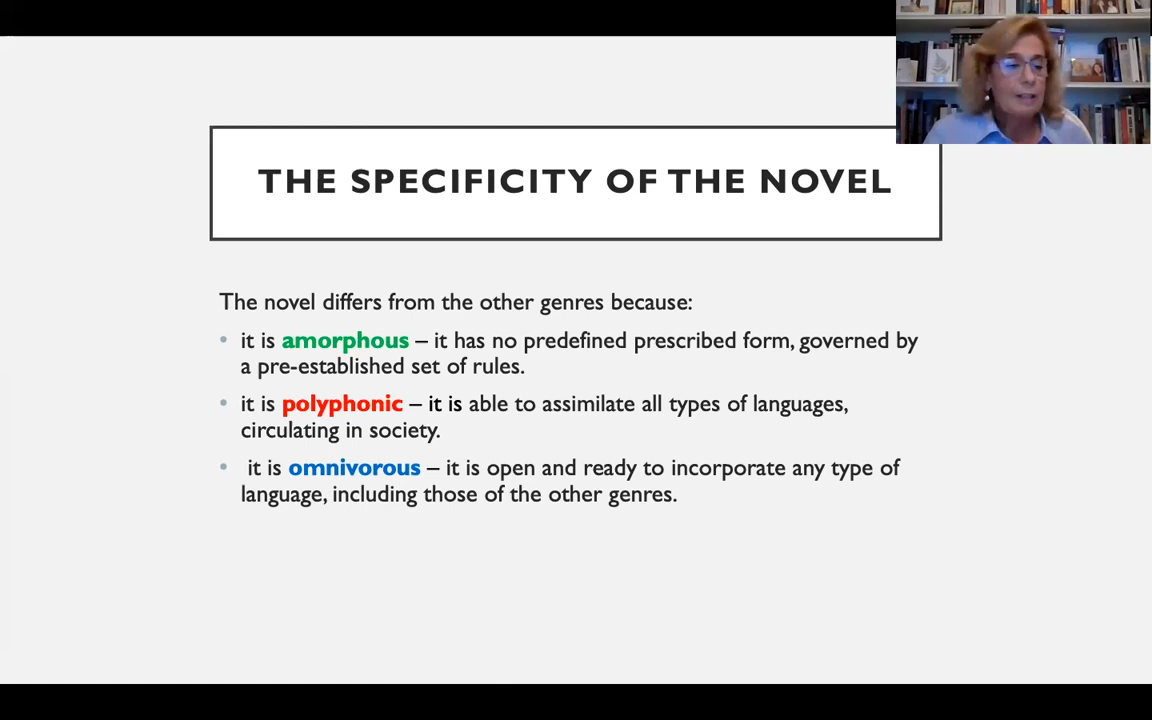 THE SPECIFICITY OF THE NOVEL
The novel differs from the other genres because:
• it is amorphous – it has no predefined prescribed form, governed by
a pre-established set of rules.
• it is polyphonic – it is able to assimilate all types of languages,
circulating in society.
• it is omnivorous – it is open and ready to incorporate any type of
language, including those of the other genres.